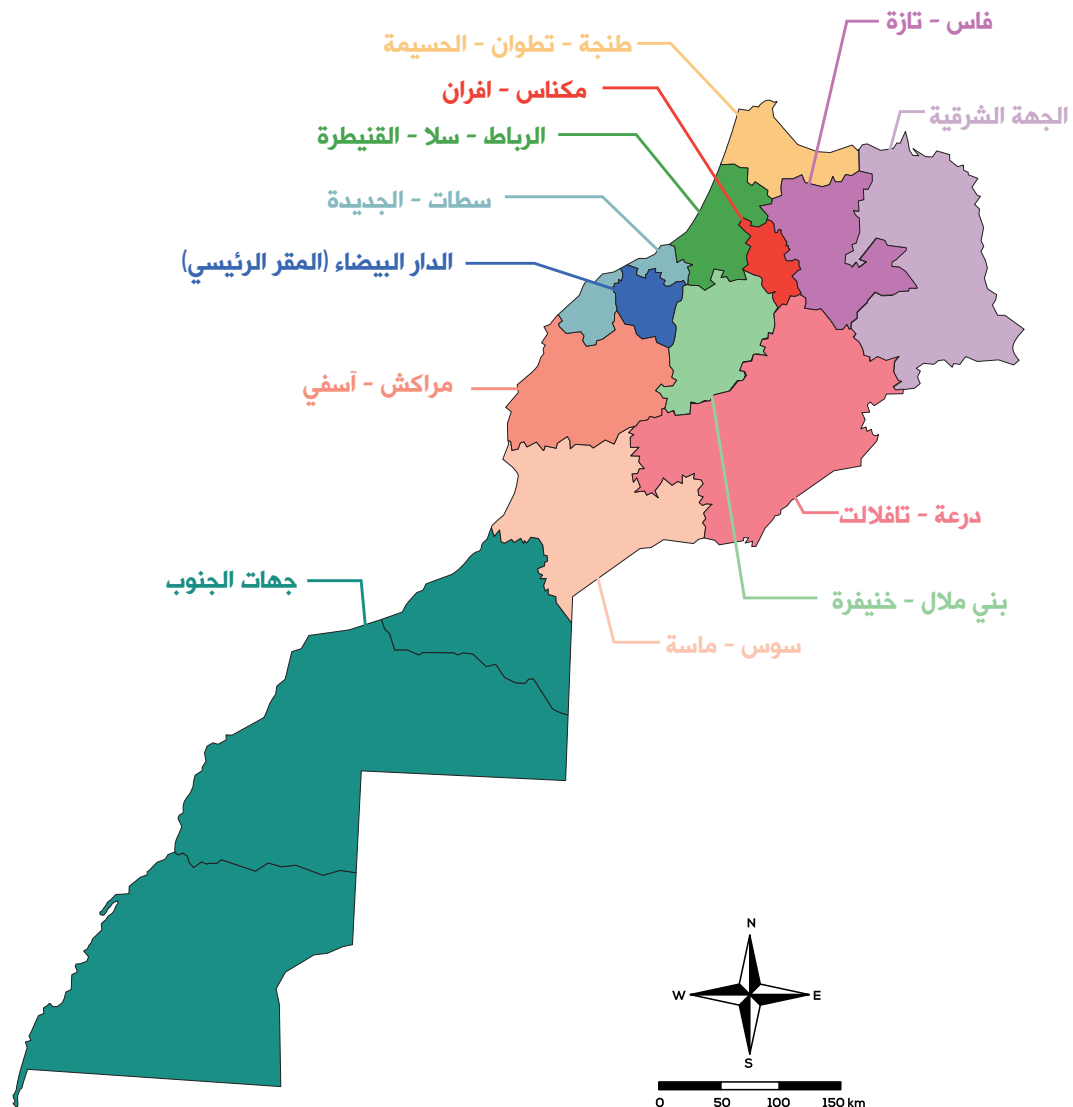 فاس - تازة
طنجة - تطوان - الحسيمة
مكناس - افران
الجهة الشرقية
الرباط - سلا - القنيطرة
سطات - الجديدة
الدار البيضاء (المقر الرئيسي)
مراكش - آسفي
درعة - تافلالت
جهات الجنوب
بني ملال - خنيفرة
سوس - ماسة
N
W E
S
0 50 100 150 km